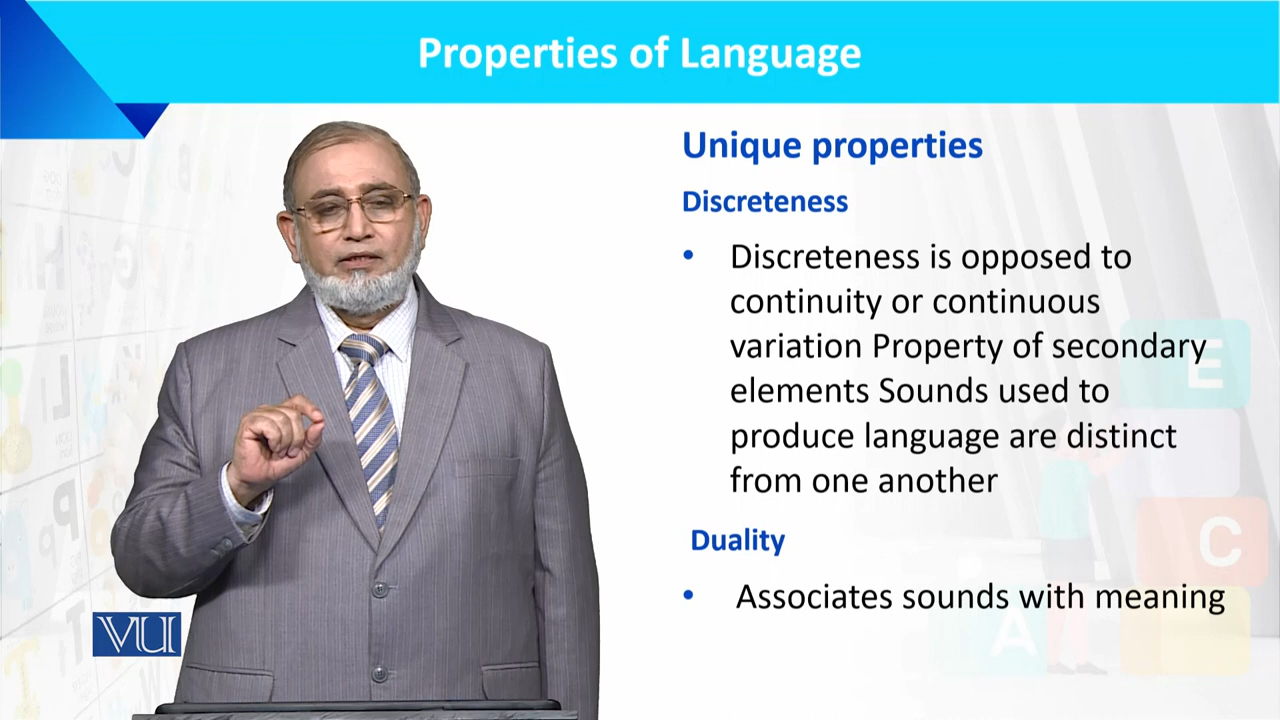 Properties of Language
Unique properties
Discreteness
• Discreteness is opposed to
continuity or continuous
variation Property of secondary
elements Sounds used to
produce language are distinct
from one another
Duality
• Associates sounds with meaning
VU
E
C
A